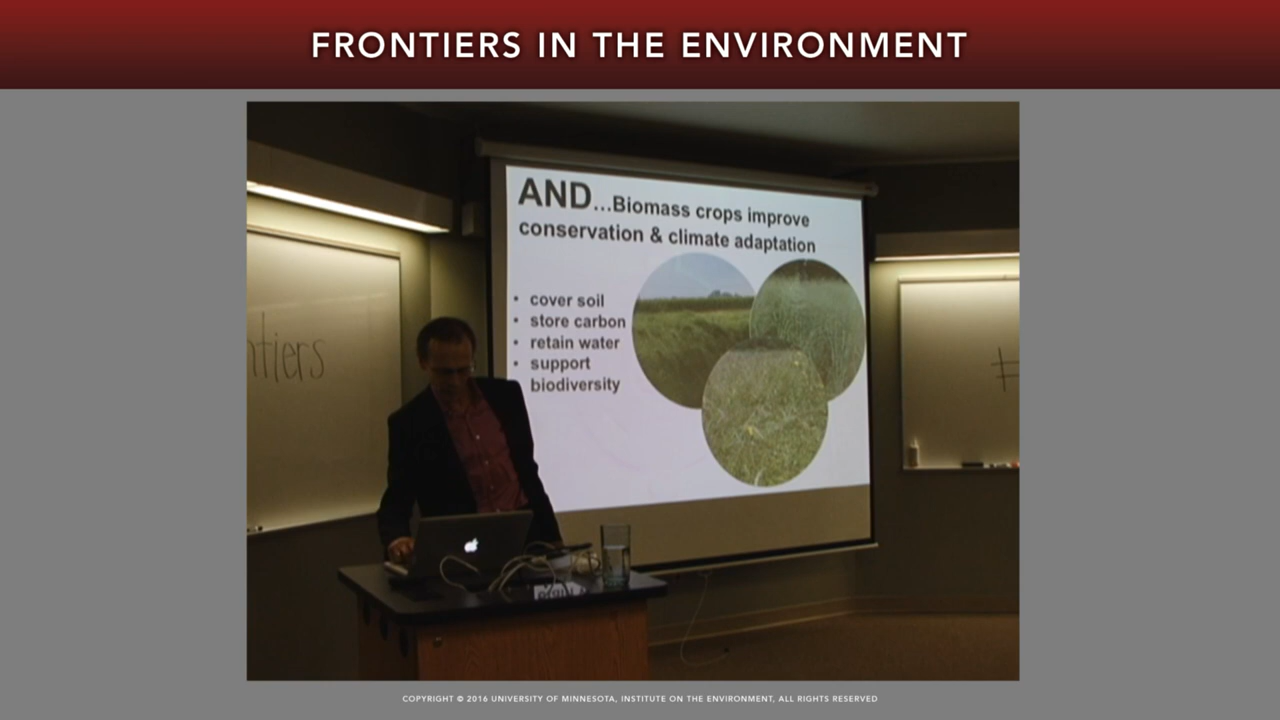 FRONTIERS IN THE ENVIRONMENT
AND...Biomass crops improve
conservation & climate adaptation
• cover soil
• store carbon
• retain water
• support
biodiversity
ntiers
#
COPYRIGHT © 2016 UNIVERSITY OF MINNESOTA, INSTITUTE ON THE ENVIRONMENT, ALL RIGHTS RESERVED